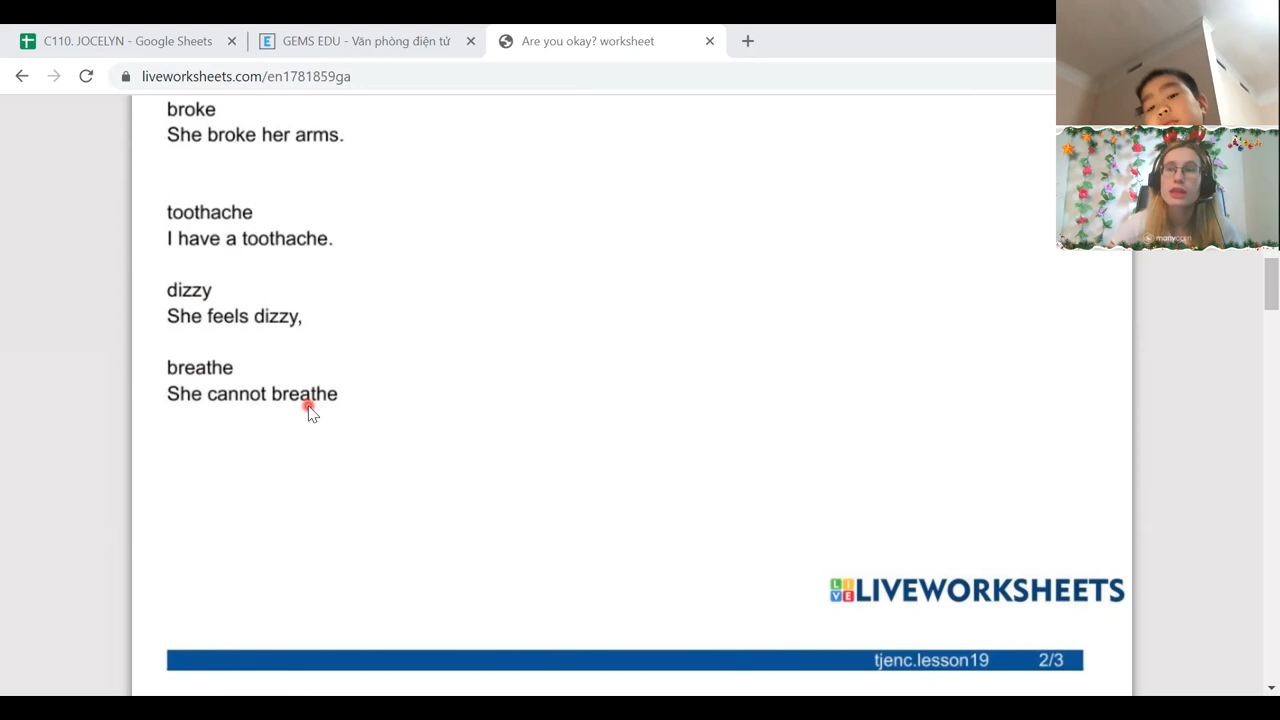 C110. JOCELYN - Google Sheets
GEMS EDU - Văn phòng điện tử
Are you okay? worksheet
liveworksheets.com/en1781859ga
broke
She broke her arms.
toothache
I have a toothache.
dizzy
She feels dizzy,
breathe
She cannot breathe
LIVE
LIVEWORKSHEETS
tjenc.lesson19 2/3
manycam